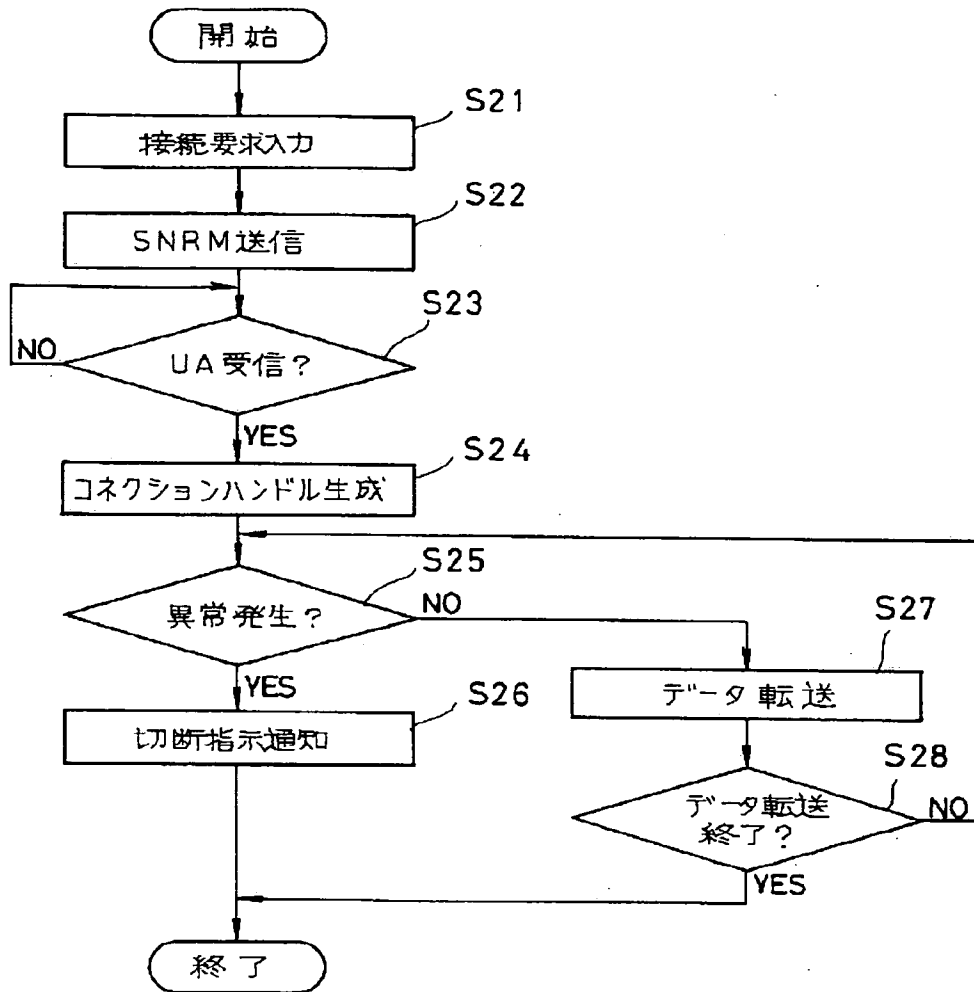 開始
S21
接続要求入力
S22
SNRM送信
S23
NO
UA受信?
YES
S24
コネクションハンドル生成
S25
異常発生?
NO
S27
YES
データ転送
S26
切断指示通知
S28
データ転送
終了?
NO
YES
終了